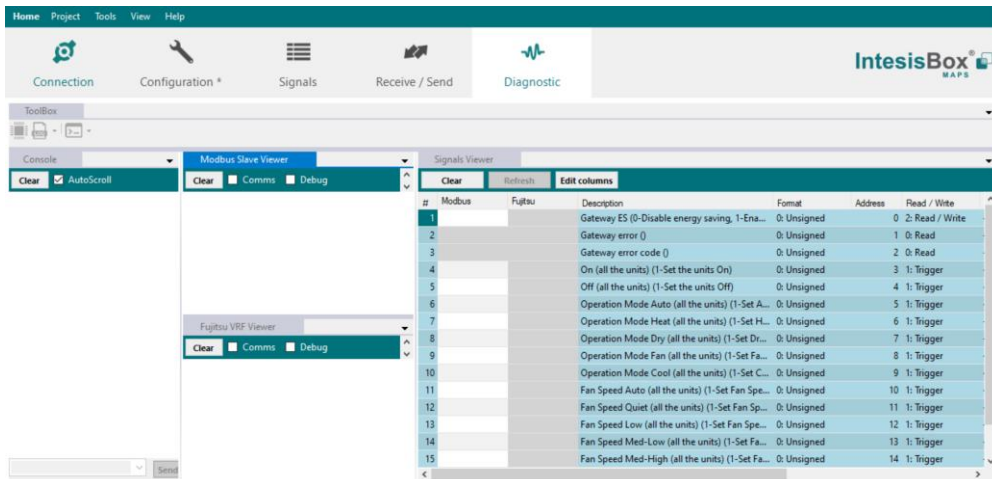 Home Project Tools View Help
Connection Configuration * Signals Receive / Send Diagnostic
IntesisBox®
MAPS
ToolBox
Console Modbus Slave Viewer Signals Viewer
Clear AutoScroll Clear Comms Debug Clear Refresh Edit columns
# Modbus Fujitsu Description Format Address Read / Write
1 Gateway ES (0-Disable energy saving, 1-Ena... 0: Unsigned 0 2: Read / Write
2 Gateway error () 0: Unsigned 1 0: Read
3 Gateway error code () 0: Unsigned 2 0: Read
4 On (all the units) (1-Set the units On) 0: Unsigned 3 1: Trigger
5 Off (all the units) (1-Set the units Off) 0: Unsigned 4 1: Trigger
6 Operation Mode Auto (all the units) (1-Set A... 0: Unsigned 5 1: Trigger
7 Operation Mode Heat (all the units) (1-Set H... 0: Unsigned 6 1: Trigger
Fujitsu VRF Viewer
8 Operation Mode Dry (all the units) (1-Set Dr... 0: Unsigned 7 1: Trigger
Clear Comms Debug
9 Operation Mode Fan (all the units) (1-Set Fa... 0: Unsigned 8 1: Trigger
10 Operation Mode Cool (all the units) (1-Set C... 0: Unsigned 9 1: Trigger
11 Fan Speed Auto (all the units) (1-Set Fan Spe... 0: Unsigned 10 1: Trigger
12 Fan Speed Quiet (all the units) (1-Set Fan Sp... 0: Unsigned 11 1: Trigger
13 Fan Speed Low (all the units) (1-Set Fan Spe... 0: Unsigned 12 1: Trigger
14 Fan Speed Med-Low (all the units) (1-Set Fa... 0: Unsigned 13 1: Trigger
15 Fan Speed Med-High (all the units) (1-Set Fa... 0: Unsigned 14 1: Trigger
Send